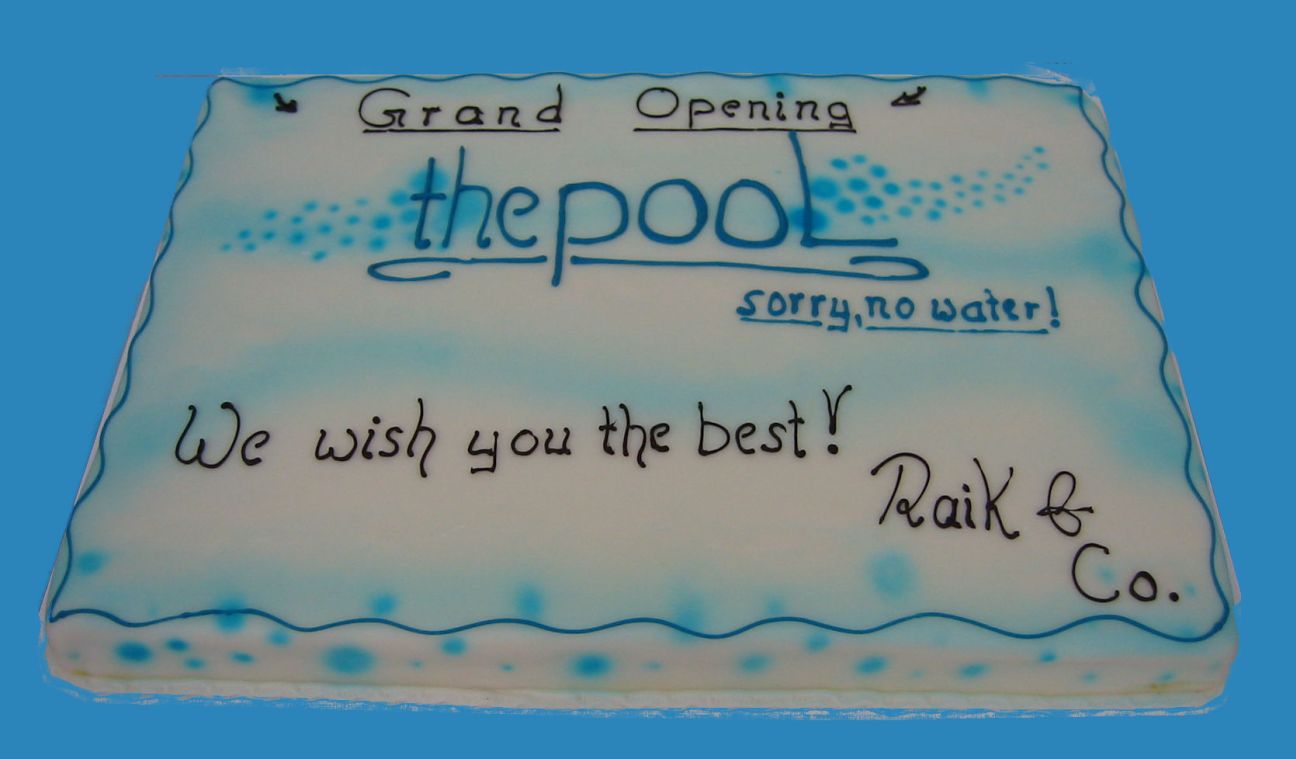 Grand Opening
thepooL
sorry, no water!
We wish you the best!
RaiK &
Co.